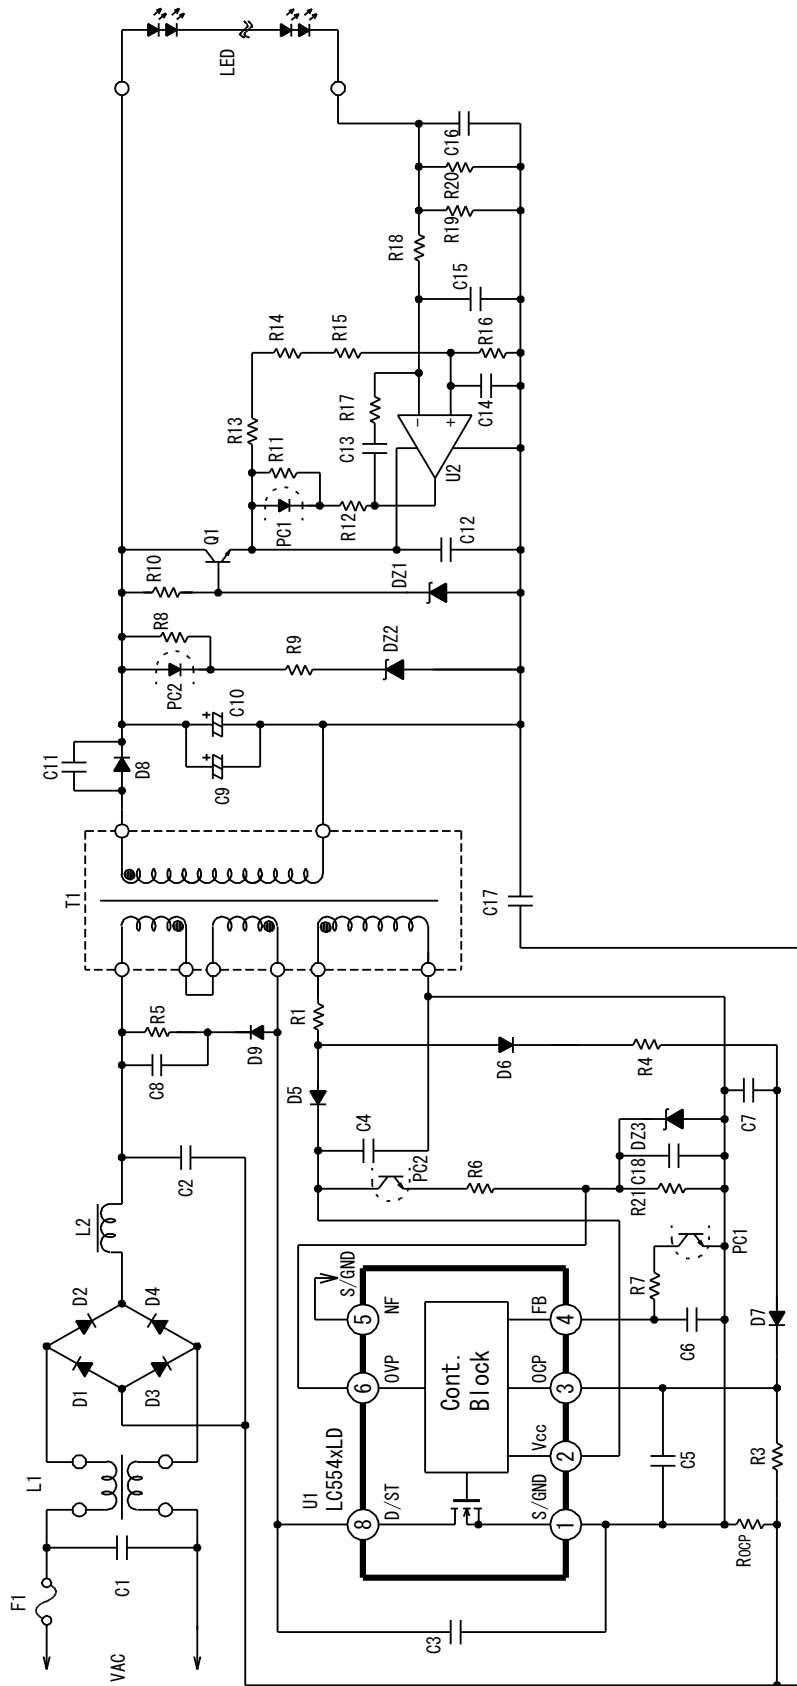 LED
C16
R20
R19
R18
C15
R14
R15
R16
R17
C14
R13
R11
C13
U2
PC1
R12
C12
Q1
R10
DZ1
R8
R9
DZ2
PC2
C10
C9
C11
D8
T1
C17
R5
C8
D9
R1
D5
D6
R4
C4
PC2
R6
DZ3
C18
R21
C7
C2
L2
D2
D4
D1
D3
S/GND
NF
5
OVP
6
Cont.
Block
FB
4
OCP
3
Vcc
2
S/GND
1
D/ST
8
U1
LC554xLD
R7
PC1
C6
D7
C5
R3
ROCP
L1
C1
F1
VAC
C3